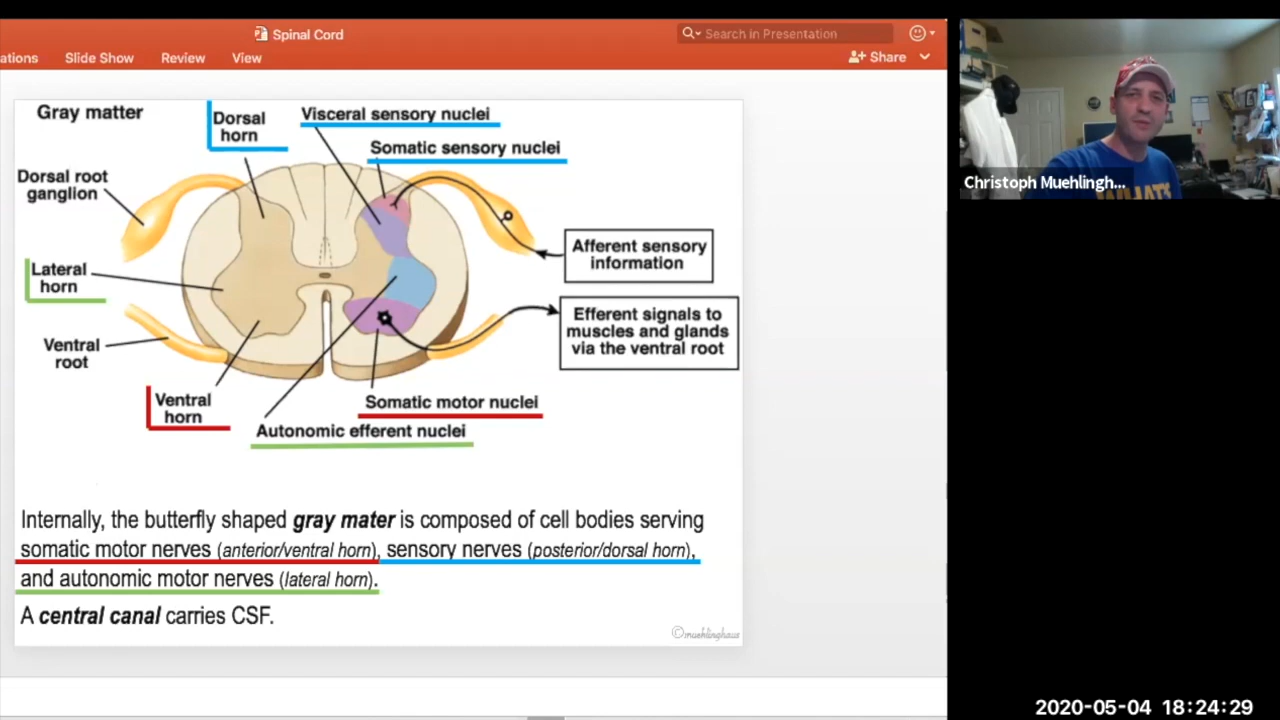 Spinal Cord
Search in Presentation
ations Slide Show Review View
Share
Gray matter
Dorsal
horn
Visceral sensory nuclei
Somatic sensory nuclei
Dorsal root
ganglion
Afferent sensory
information
Lateral
horn
Efferent signals to
muscles and glands
via the ventral root
Ventral
root
Ventral
horn
Somatic motor nuclei
Autonomic efferent nuclei
Internally, the butterfly shaped gray mater is composed of cell bodies serving
somatic motor nerves (anterior/ventral horn), sensory nerves (posterior/dorsal horn),
and autonomic motor nerves (lateral horn).
A central canal carries CSF.
©muehlinghaus
Christoph Muehlingh...
WHAT'S
2020-05-04 18:24:29